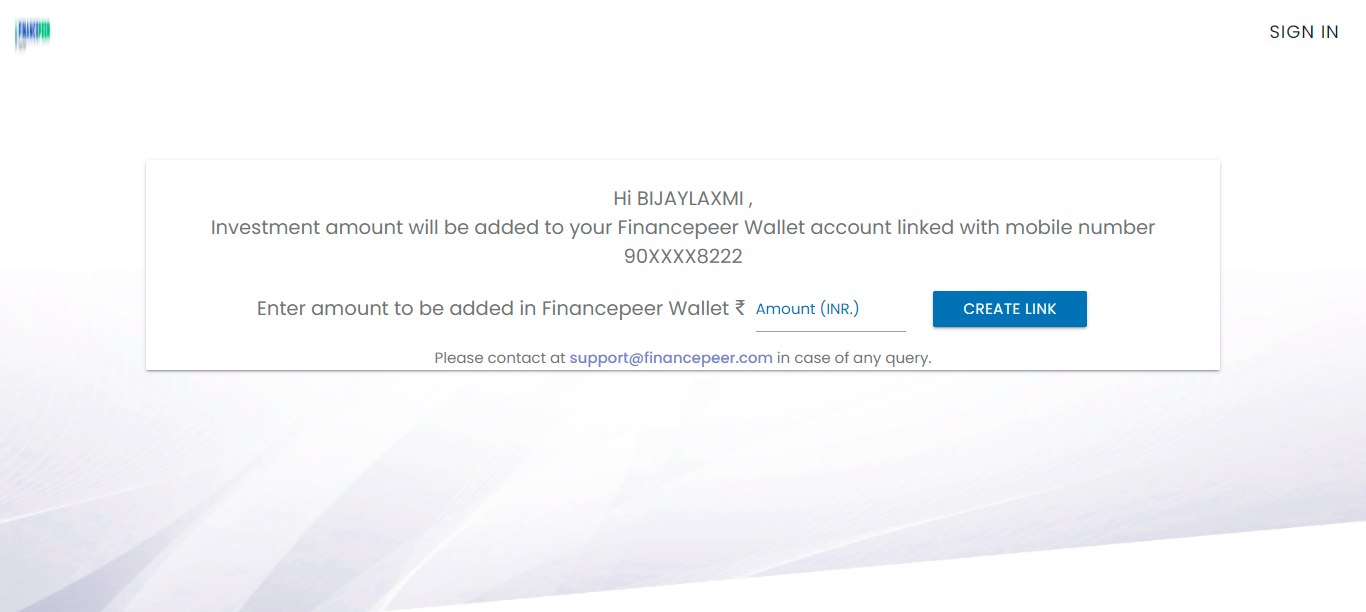 FINANCEPEER
SIGN IN
Hi BIJAYLAXMI ,
Investment amount will be added to your Financepeer Wallet account linked with mobile number
90XXXX8222
Enter amount to be added in Financepeer Wallet ₹ Amount (INR.) CREATE LINK
Please contact at support@financepeer.com in case of any query.